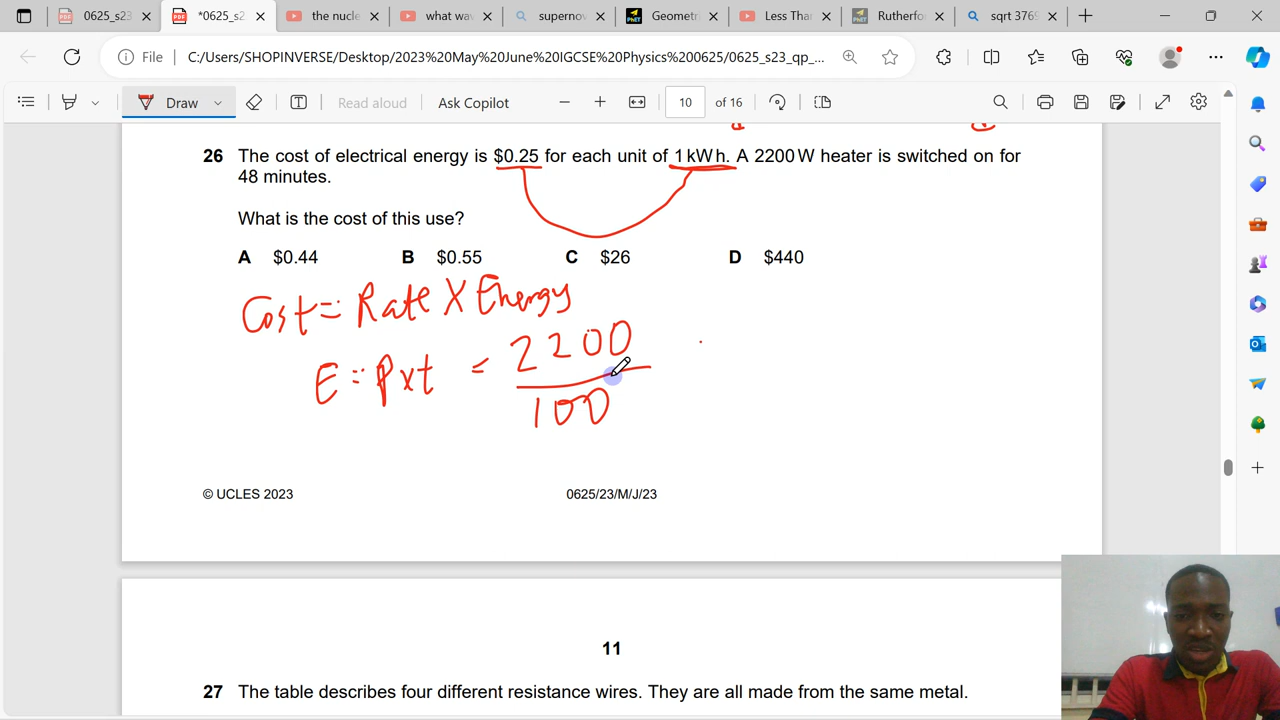 0625_s23
*0625_s2
the nucle
what wav
supernov
Geometr
Less Tha
Rutherfo
sqrt 3769
File
C:/Users/SHOPINVERSE/Desktop/2023%20May%20June%20IGCSE%20Physics%200625/0625_s23_qp_...
Draw
Read aloud
Ask Copilot
10
of 16
26 The cost of electrical energy is $0.25 for each unit of 1 kW h. A 2200 W heater is switched on for
48 minutes.
What is the cost of this use?
A $0.44 B $0.55 C $26 D $440
Cost = Rate X Energy
E = P x t = 2200
100
© UCLES 2023
0625/23/M/J/23
11
27 The table describes four different resistance wires. They are all made from the same metal.